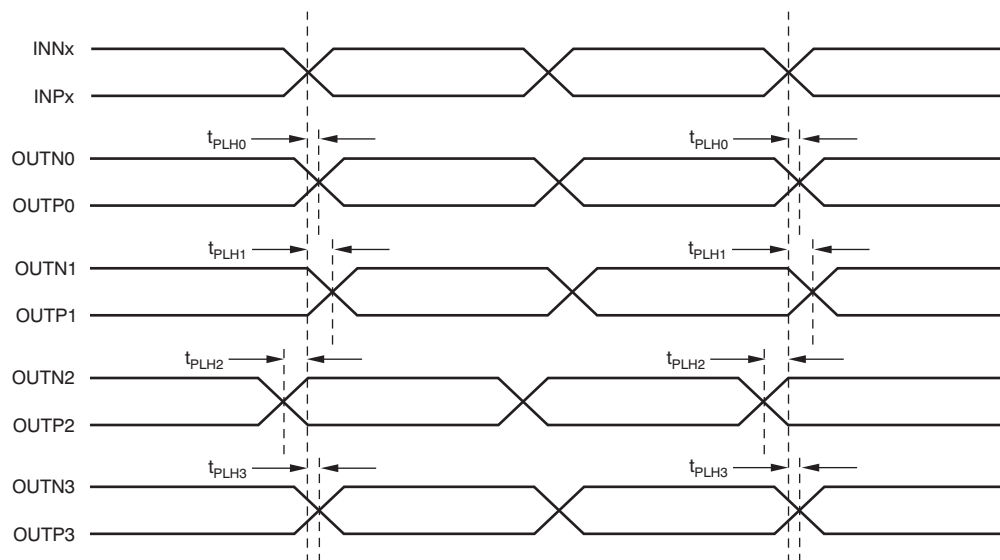 INNx
INPx
tPLH0 tPLH0
OUTN0
OUTP0
tPLH1 tPLH1
OUTN1
OUTP1
tPLH2 tPLH2
OUTN2
OUTP2
tPLH3 tPLH3
OUTN3
OUTP3